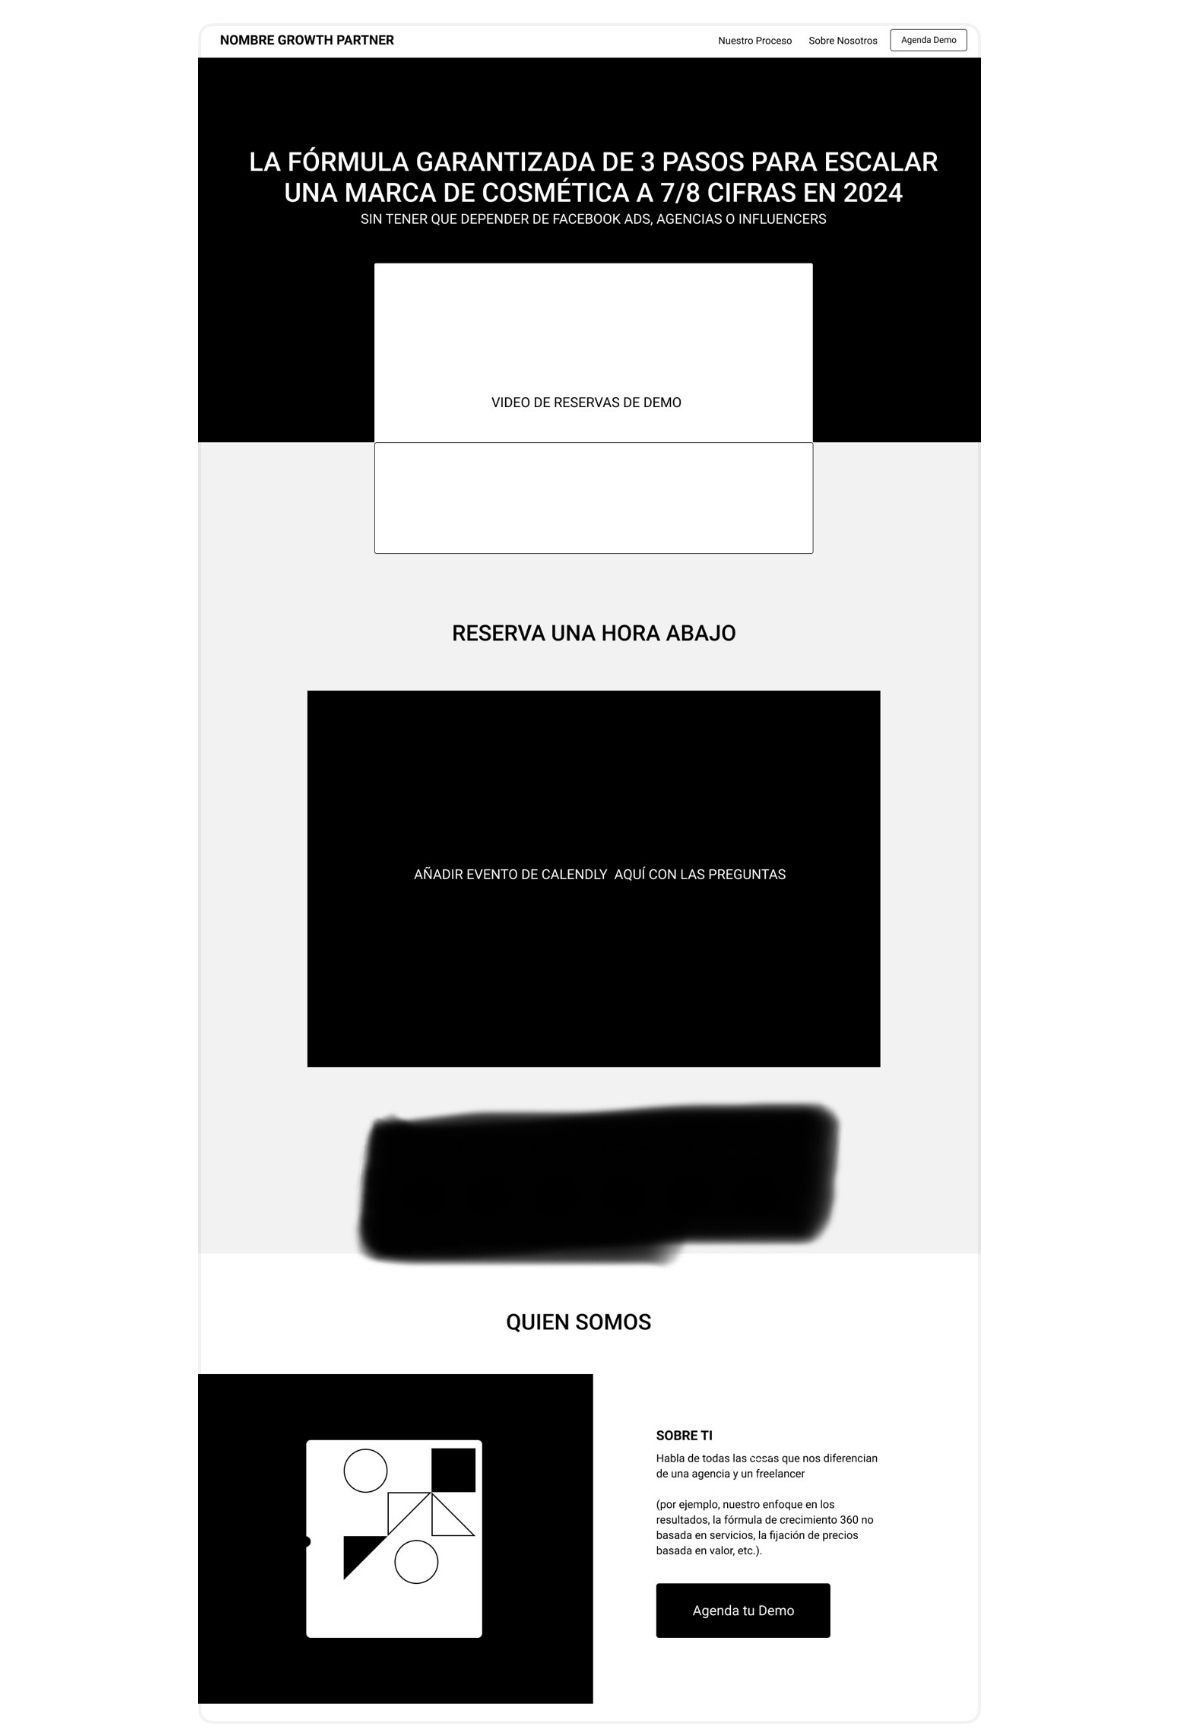 NOMBRE GROWTH PARTNER
Nuestro Proceso
Sobre Nosotros
Agenda Demo
LA FÓRMULA GARANTIZADA DE 3 PASOS PARA ESCALAR
UNA MARCA DE COSMÉTICA A 7/8 CIFRAS EN 2024
SIN TENER QUE DEPENDER DE FACEBOOK ADS, AGENCIAS O INFLUENCERS
VIDEO DE RESERVAS DE DEMO
RESERVA UNA HORA ABAJO
AÑADIR EVENTO DE CALENDLY AQUÍ CON LAS PREGUNTAS
QUIEN SOMOS
SOBRE TI
Habla de todas las cosas que nos diferencian
de una agencia y un freelancer
(por ejemplo, nuestro enfoque en los
resultados, la fórmula de crecimiento 360 no
basada en servicios, la fijación de precios
basada en valor, etc.).
Agenda tu Demo